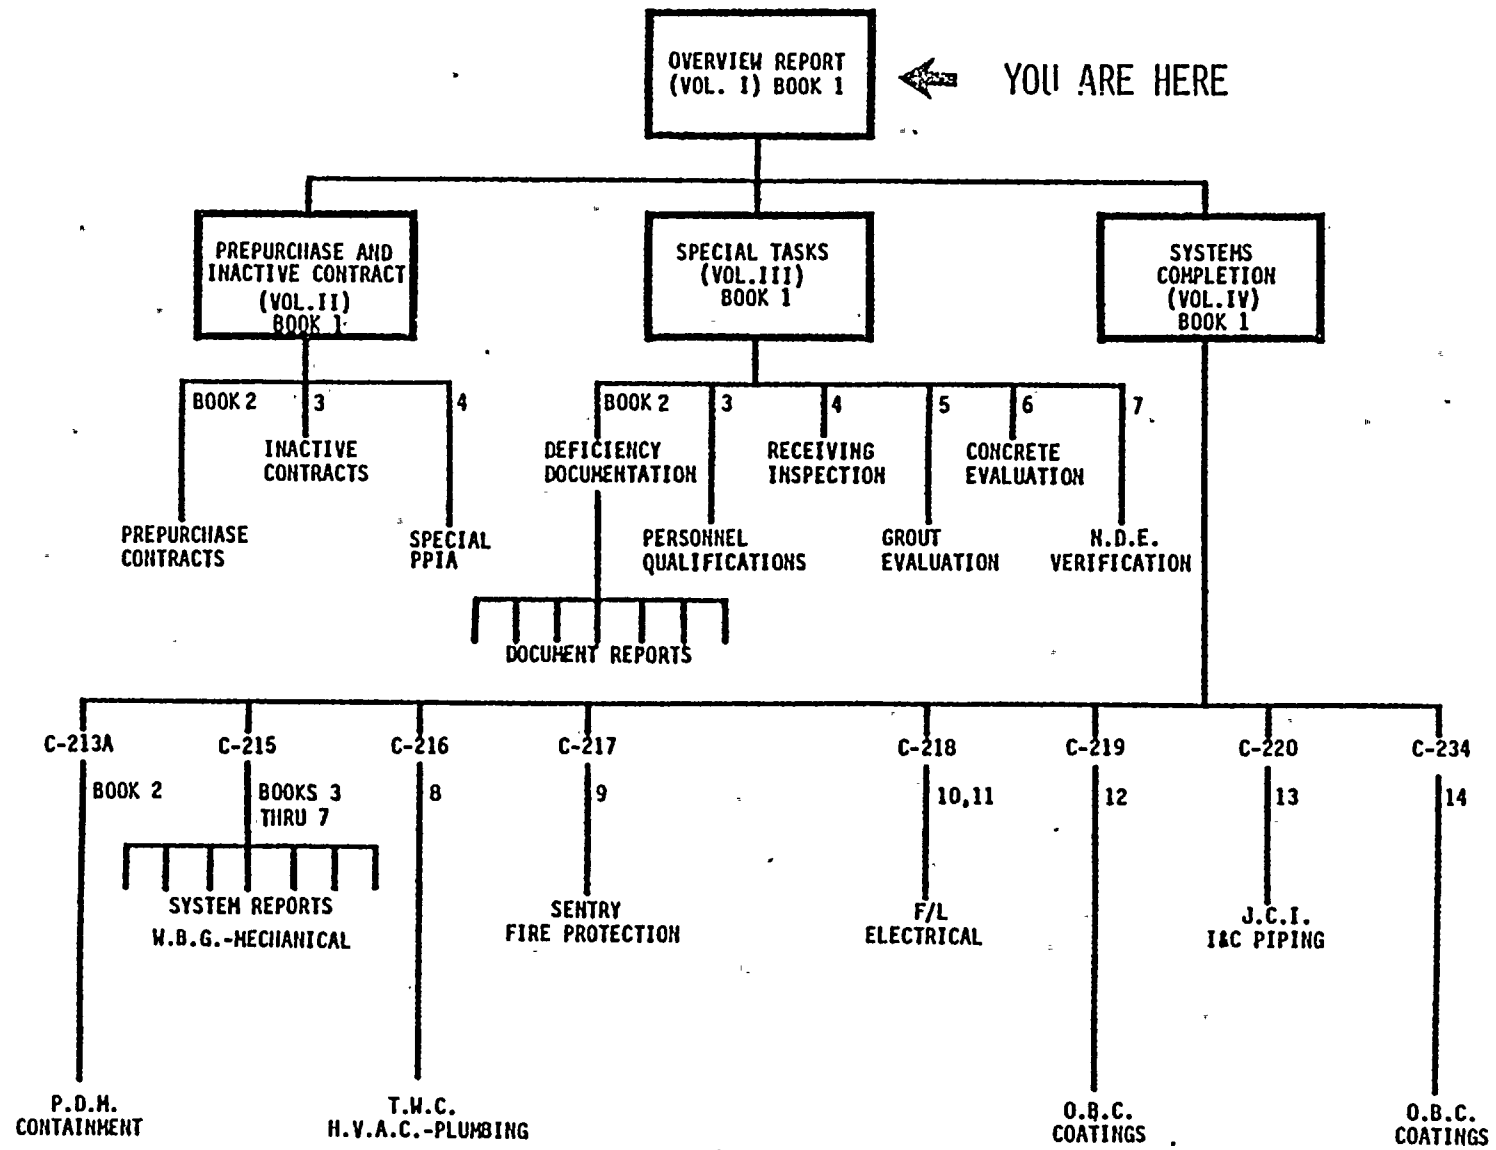 OVERVIEW REPORT
(VOL. I) BOOK 1
YOU ARE HERE
PREPURCHASE AND
INACTIVE CONTRACT
(VOL.II)
BOOK 1
SPECIAL TASKS
(VOL.III)
BOOK 1
SYSTEMS
COMPLETION
(VOL.IV)
BOOK 1
BOOK 2
3
4
INACTIVE
CONTRACTS
PREPURCHASE
CONTRACTS
SPECIAL
PPIA
BOOK 2
3
4
5
6
7
DEFICIENCY
DOCUMENTATION
RECEIVING
INSPECTION
CONCRETE
EVALUATION
PERSONNEL
QUALIFICATIONS
GROUT
EVALUATION
N.D.E.
VERIFICATION
DOCUMENT REPORTS
C-213A
C-215
C-216
C-217
C-218
C-219
C-220
C-234
BOOK 2
BOOKS 3
THRU 7
8
9
10,11
12
13
14
SYSTEM REPORTS
W.B.G.-MECHANICAL
SENTRY
FIRE PROTECTION
F/L
ELECTRICAL
J.C.I.
I&C PIPING
P.D.M.
CONTAINMENT
T.W.C.
H.V.A.C.-PLUMBING
O.B.C.
COATINGS
O.B.C.
COATINGS